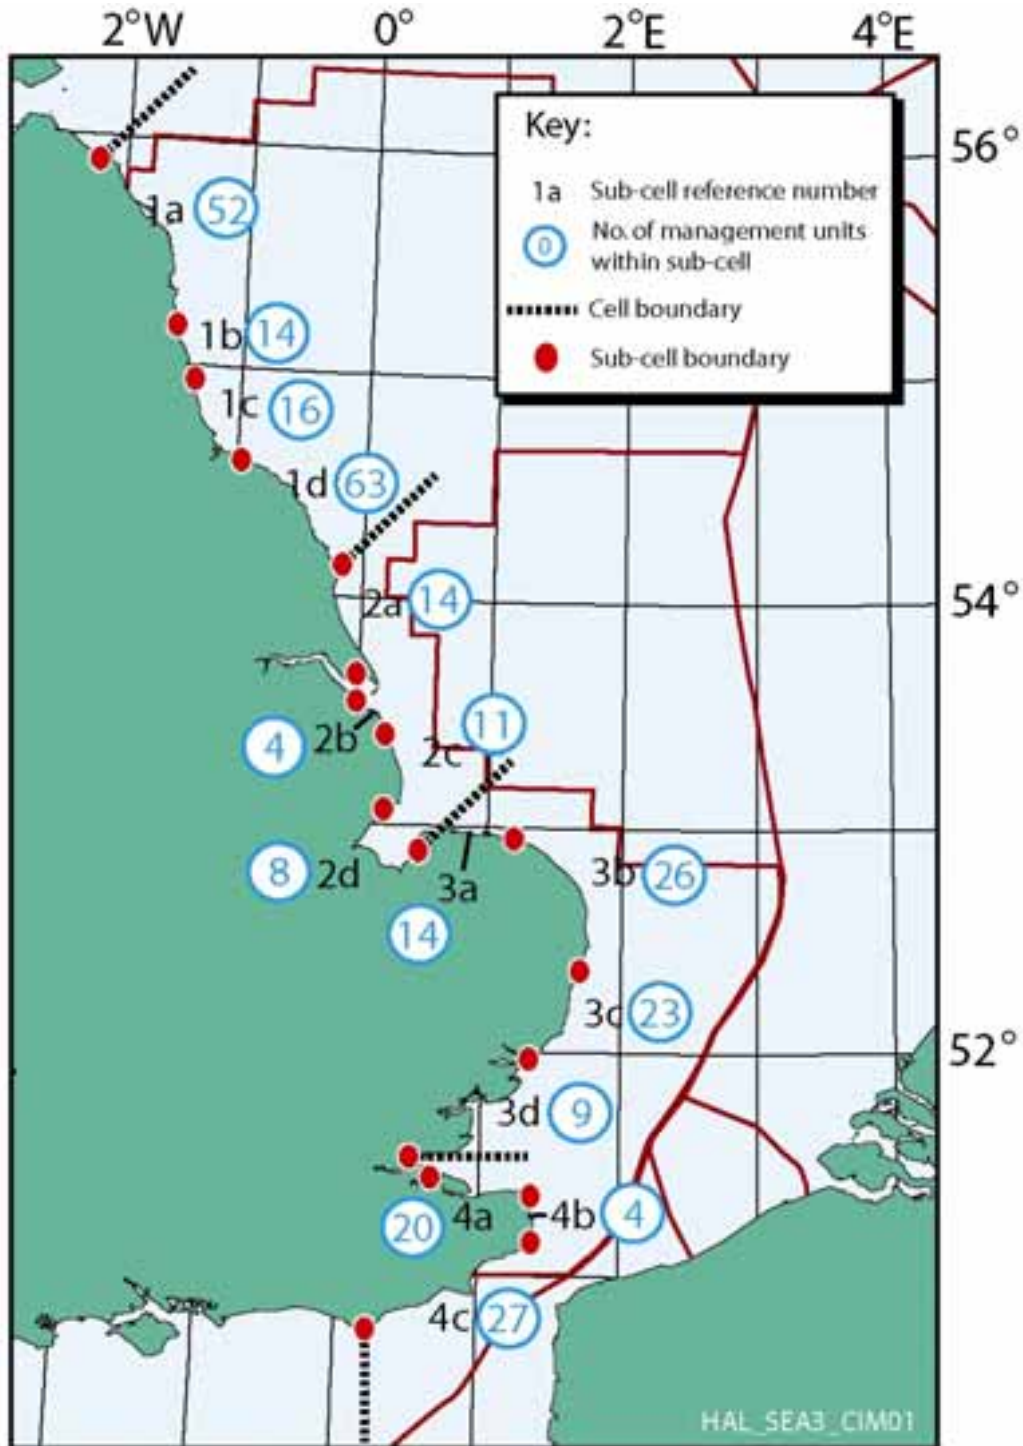 2°W 0° 2°E 4°E
Key:
1a Sub-cell reference number
0 No. of management units
within sub-cell
Cell boundary
Sub-cell boundary
56°
1a 52
1b 14
1c 16
1d 63
54°
2a 14
11
4 2b 2c
8 2d 3a 3b 26
14
3c 23
52°
3d 9
20 4a 4b 4
4c 27
HAL_SEA3_CIM01